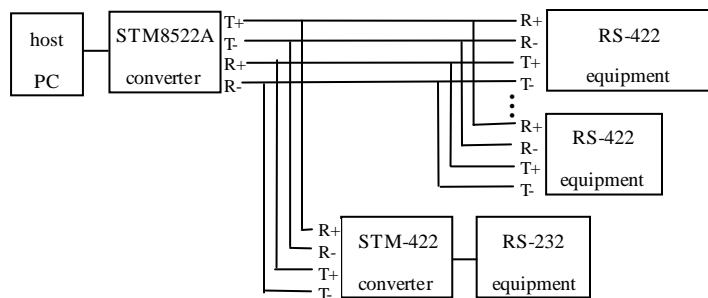 host
PC
STM8522A
converter
T+
T-
R+
R-
R+
R-
T+
T-
RS-422
equipment
R+
R-
T+
T-
RS-422
equipment
R+
R-
T+
T-
STM-422
converter
RS-232
equipment